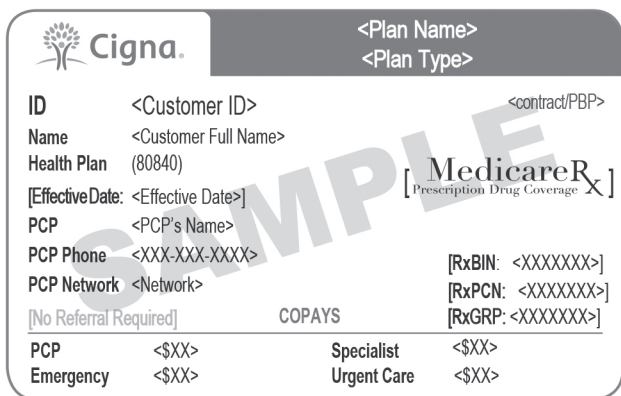 Cigna®
<Plan Name>
<Plan Type>
ID <Customer ID>
<contract/PBP>
Name <Customer Full Name>
Health Plan (80840)
[MedicareRx
Prescription Drug Coverage]
[Effective Date: <Effective Date>]
PCP <PCP's Name>
PCP Phone <XXX-XXX-XXXX>
PCP Network <Network>
[RxBIN: <XXXXXXX>]
[RxPCN: <XXXXXXX>]
[RxGRP: <XXXXXXX>]
[No Referral Required] COPAYS
PCP <$XX> Specialist <$XX>
Emergency <$XX> Urgent Care <$XX>
SAMPLE